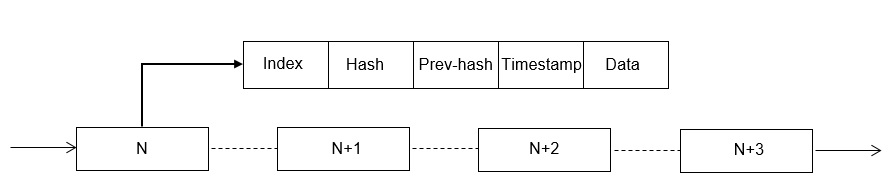 Index Hash Prev-hash Timestamp Data
N N+1 N+2 N+3